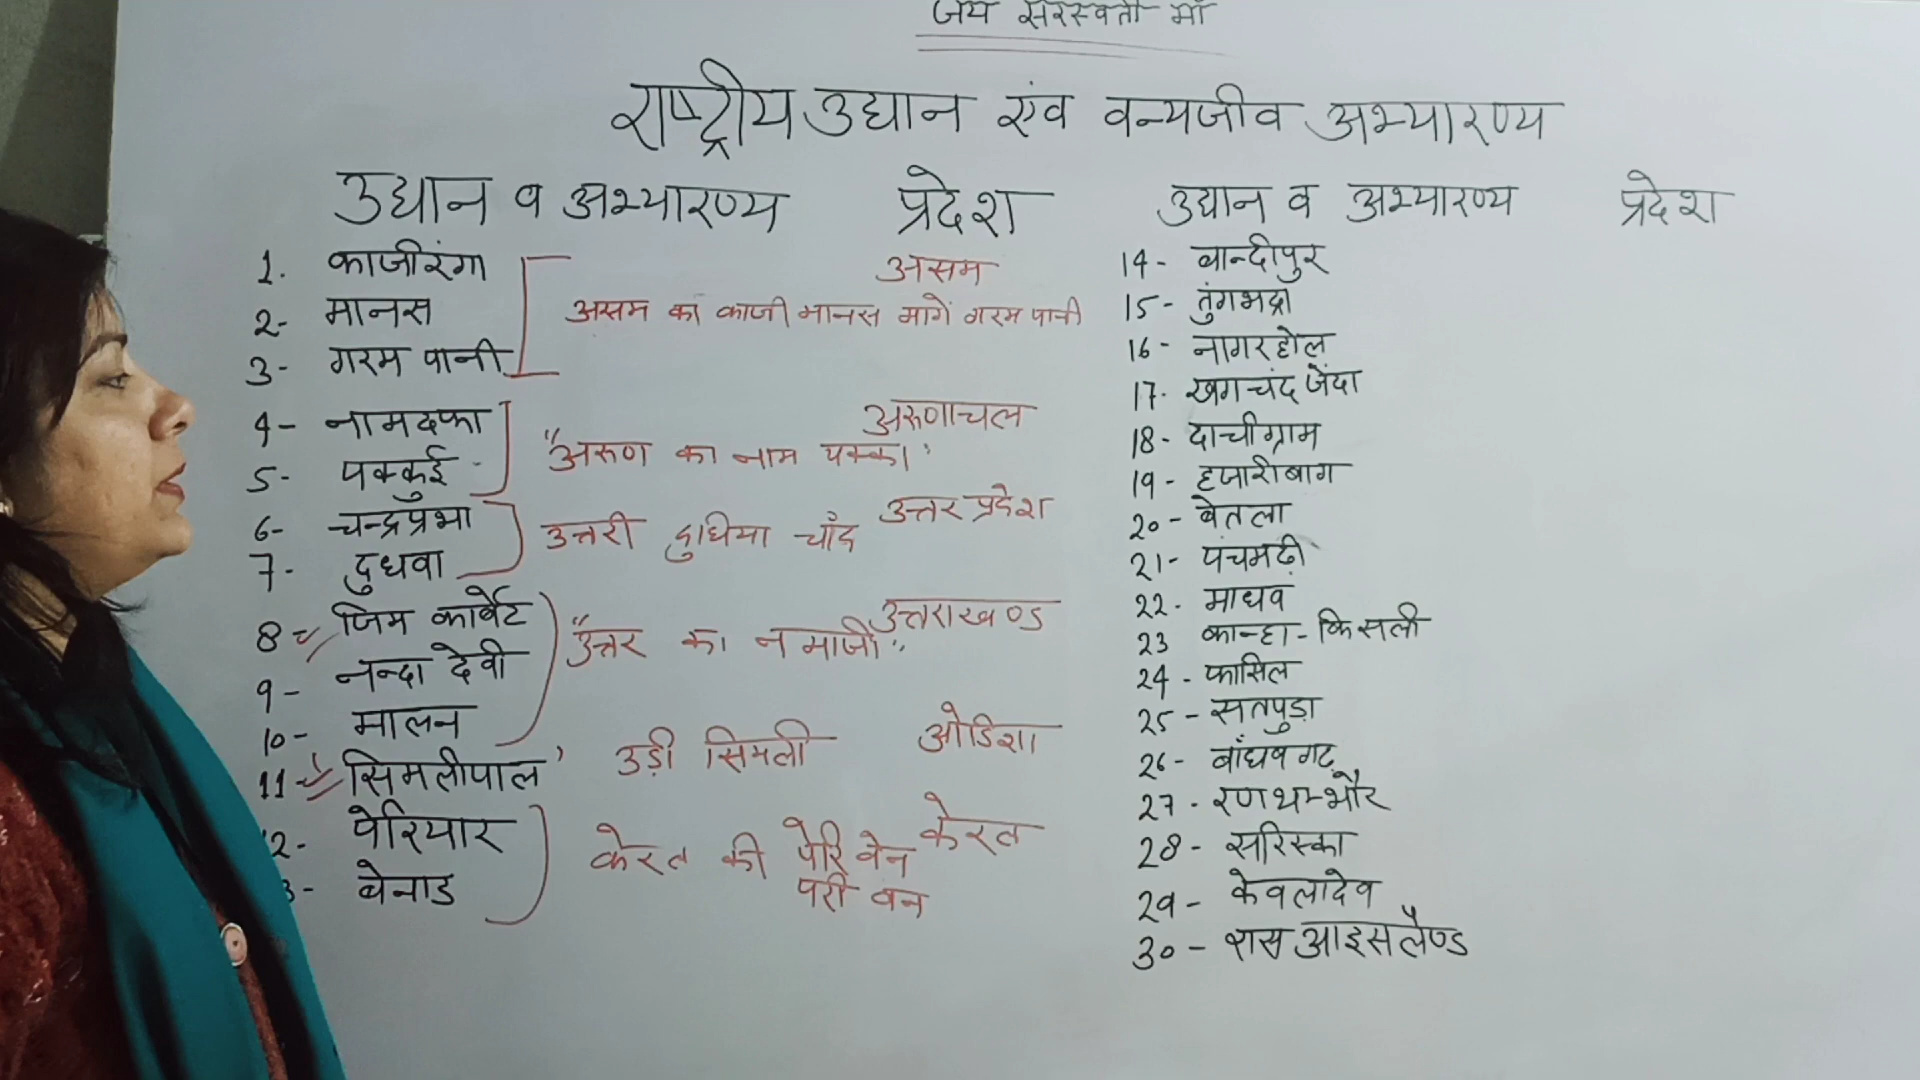 जय सरस्वती माँ
राष्ट्रीय उद्यान एंव वन्यजीव अभ्यारण्य
उद्यान व अभ्यारण्य प्रदेश
1. काजीरंगा असम
2- मानस असम का काजी मानस मागें गरम पानी
3- गरम पानी
4- नामदफा अरूणाचल
5- पक्कुई "अरुण का नाम पक्का"
6- चन्द्रप्रभा उत्तर प्रदेश
7- दुधवा उत्तरी दुधिया चाँद
8 जिम कार्बेट उत्तराखण्ड
9- नन्दा देवी "उत्तर का न माजी"
10- मालन
11- सिमलीपाल उड़ी सिमली ओडिशा
2- पेरियार केरल की पेरि वेन केरल
3- बेनाड परी वन
उद्यान व अभ्यारण्य प्रदेश
14- बान्दीपुर
15- तुंगभद्रा
16- नागरहोल
17- खगचंद जेंदा
18- दाचीग्राम
19- हजारीबाग
20- बेतला
21- पंचमढ़ी
22- माधव
23 कान्हा-किसली
24- फासिल
25- सतपुड़ा
26- बाँधवगढ़
27- रणथम्भौर
28- सरिस्का
29- केवलादेव
30- रास आइसलैण्ड